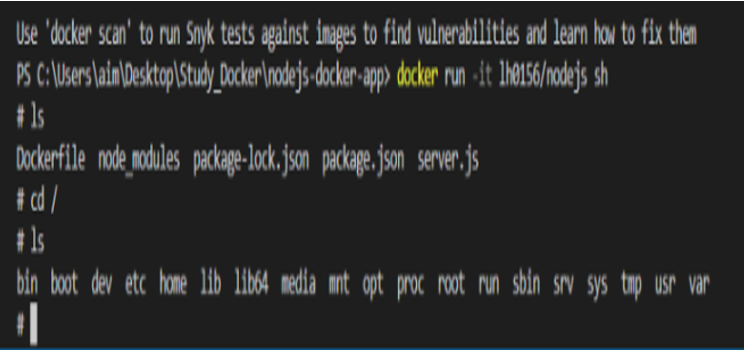 Use 'docker scan' to run Snyk tests against images to find vulnerabilities and learn how to fix them
PS C:\Users\aim\Desktop\Study_Docker\nodejs-docker-app> docker run -it lh0156/nodejs sh
# ls
Dockerfile node_modules package-lock.json package.json server.js
# cd /
# ls
bin boot dev etc home lib lib64 media mnt opt proc root run sbin srv sys tmp usr var
#